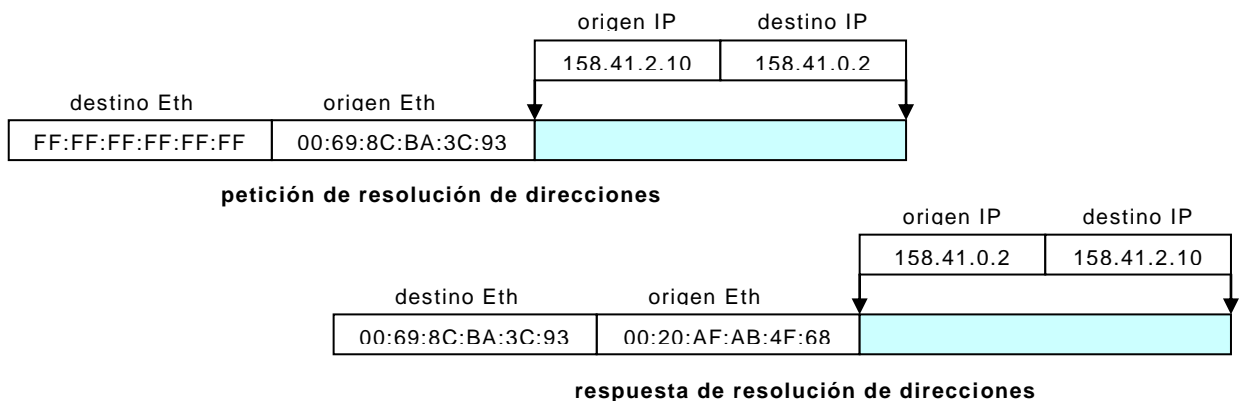 origen IP destino IP
158.41.2.10 158.41.0.2
destino Eth origen Eth
FF:FF:FF:FF:FF:FF 00:69:8C:BA:3C:93
petición de resolución de direcciones
origen IP destino IP
158.41.0.2 158.41.2.10
destino Eth origen Eth
00:69:8C:BA:3C:93 00:20:AF:AB:4F:68
respuesta de resolución de direcciones